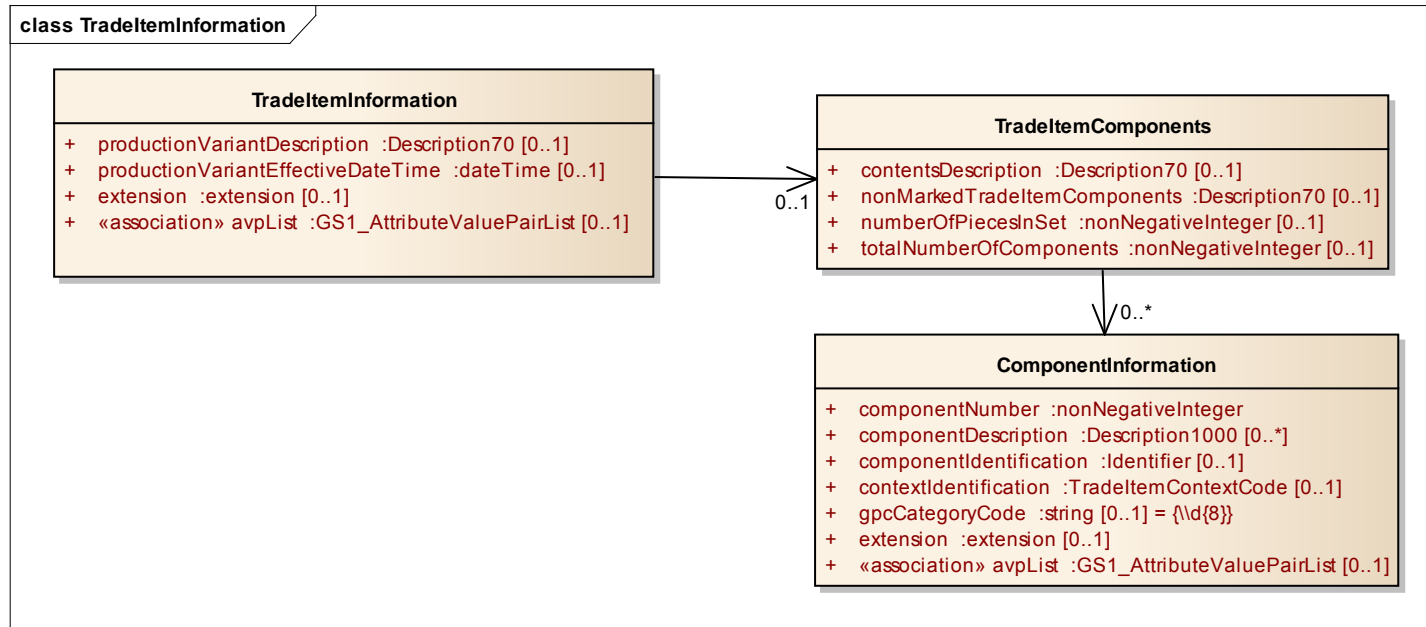 class TradeItemInformation
TradeItemInformation
+ productionVariantDescription :Description70 [0..1]
+ productionVariantEffectiveDateTime :dateTime [0..1]
+ extension :extension [0..1]
+ «association» avpList :GS1_AttributeValuePairList [0..1]
0..1
TradeItemComponents
+ contentsDescription :Description70 [0..1]
+ nonMarkedTradeItemComponents :Description70 [0..1]
+ numberOfPiecesInSet :nonNegativeInteger [0..1]
+ totalNumberOfComponents :nonNegativeInteger [0..1]
0..*
ComponentInformation
+ componentNumber :nonNegativeInteger
+ componentDescription :Description1000 [0..*]
+ componentIdentification :Identifier [0..1]
+ contextIdentification :TradeItemContextCode [0..1]
+ gpcCategoryCode :string [0..1] = {\\d{8}}
+ extension :extension [0..1]
+ «association» avpList :GS1_AttributeValuePairList [0..1]